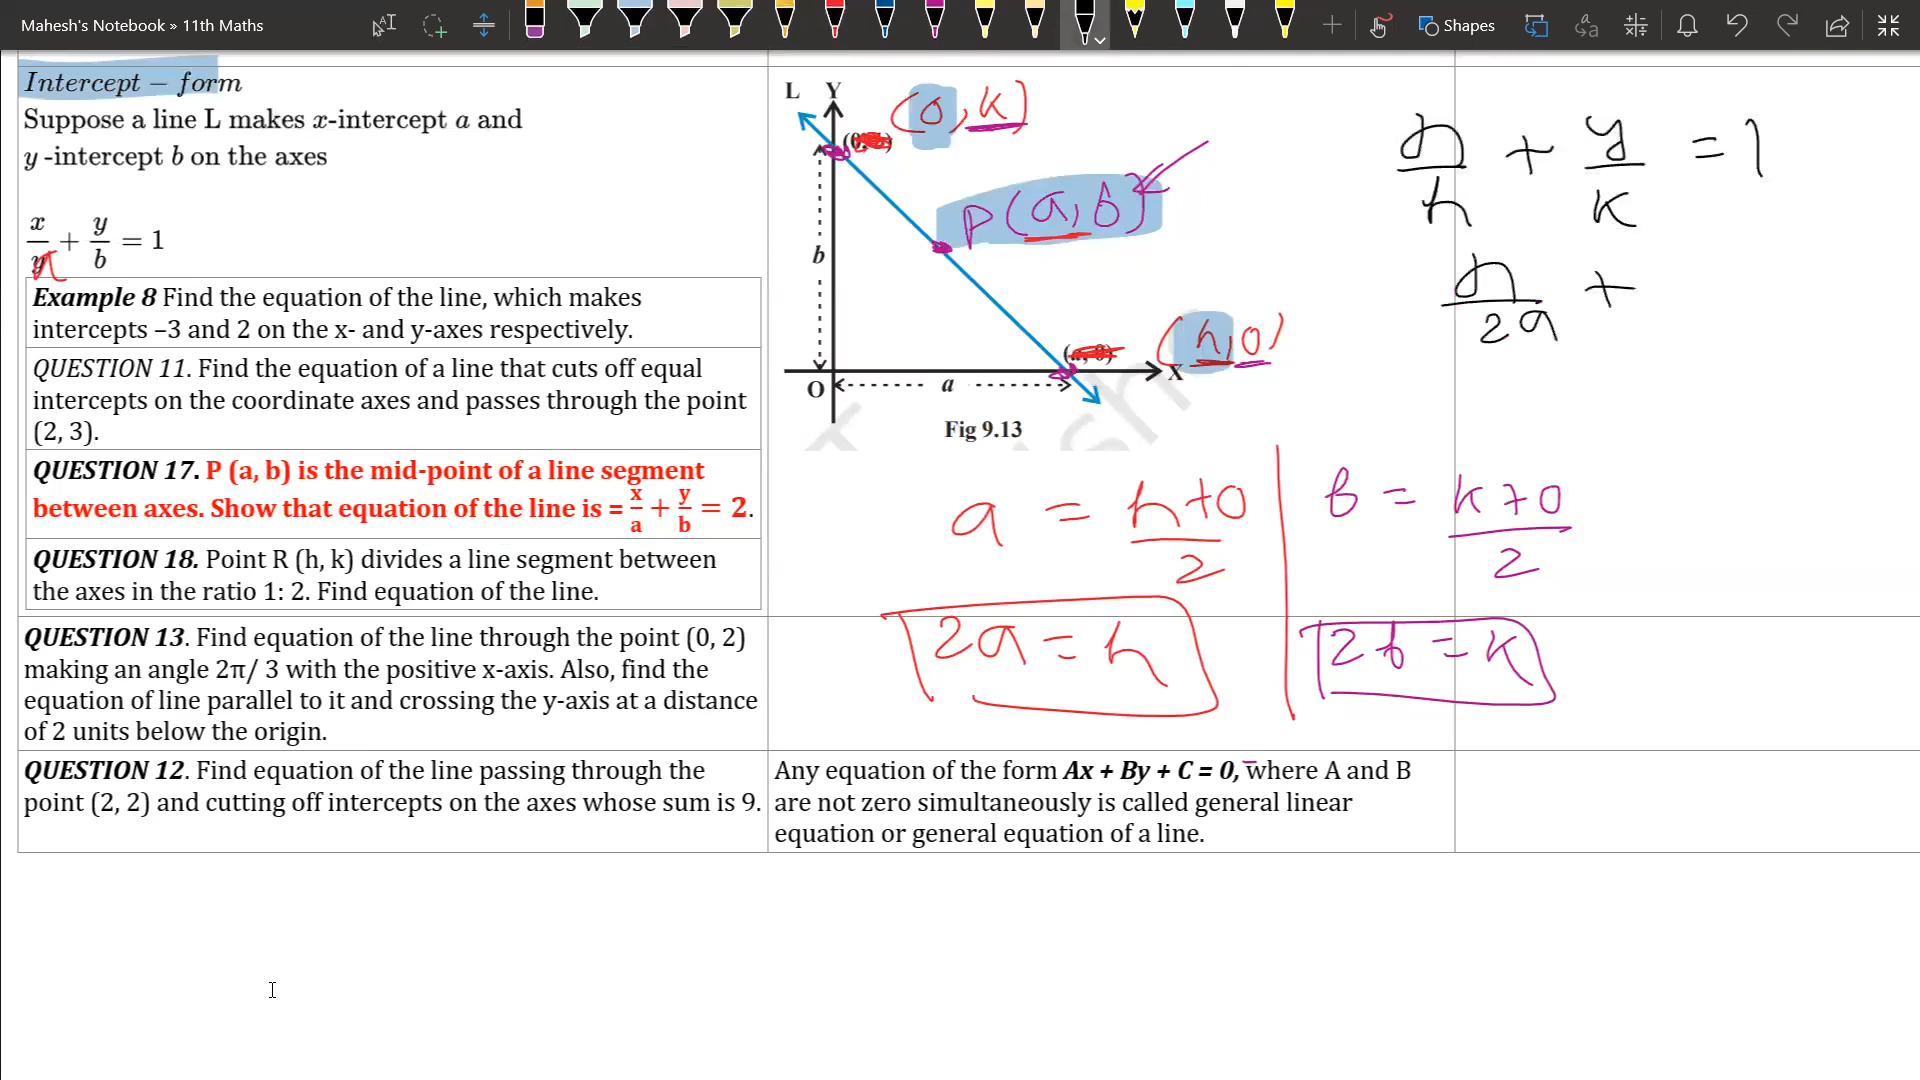 Mahesh's Notebook » 11th Maths
Shapes
Intercept – form
Suppose a line L makes x-intercept a and
y -intercept b on the axes
x/y + y/b = 1
a
Example 8 Find the equation of the line, which makes
intercepts –3 and 2 on the x- and y-axes respectively.
QUESTION 11. Find the equation of a line that cuts off equal
intercepts on the coordinate axes and passes through the point
(2, 3).
QUESTION 17. P (a, b) is the mid-point of a line segment
between axes. Show that equation of the line is = x/a + y/b = 2.
QUESTION 18. Point R (h, k) divides a line segment between
the axes in the ratio 1: 2. Find equation of the line.
QUESTION 13. Find equation of the line through the point (0, 2)
making an angle 2π/ 3 with the positive x-axis. Also, find the
equation of line parallel to it and crossing the y-axis at a distance
of 2 units below the origin.
QUESTION 12. Find equation of the line passing through the
point (2, 2) and cutting off intercepts on the axes whose sum is 9.
L Y
(0, k)
P(a, b)
b
(h, 0)
X
O a
Fig 9.13
x/h + y/k = 1
x/2a +
a = h+0/2
b = k+0/2
2a = h
2b = k
Any equation of the form Ax + By + C = 0, where A and B
are not zero simultaneously is called general linear
equation or general equation of a line.